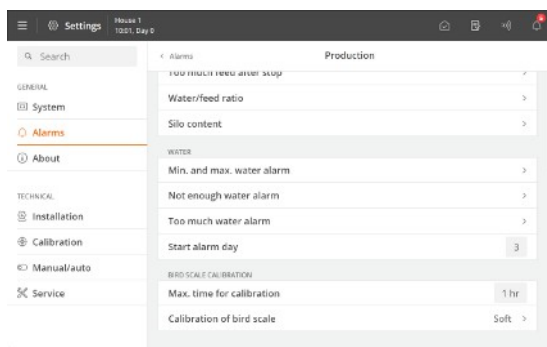 Settings
House 1
10:01, Day 0
Search
GENERAL
System
Alarms
About
TECHNICAL
Installation
Calibration
Manual/auto
Service
Alarms
Production
Too much feed after stop
Water/feed ratio
Silo content
WATER
Min. and max. water alarm
Not enough water alarm
Too much water alarm
Start alarm day 3
BIRD SCALE CALIBRATION
Max. time for calibration 1 hr
Calibration of bird scale Soft